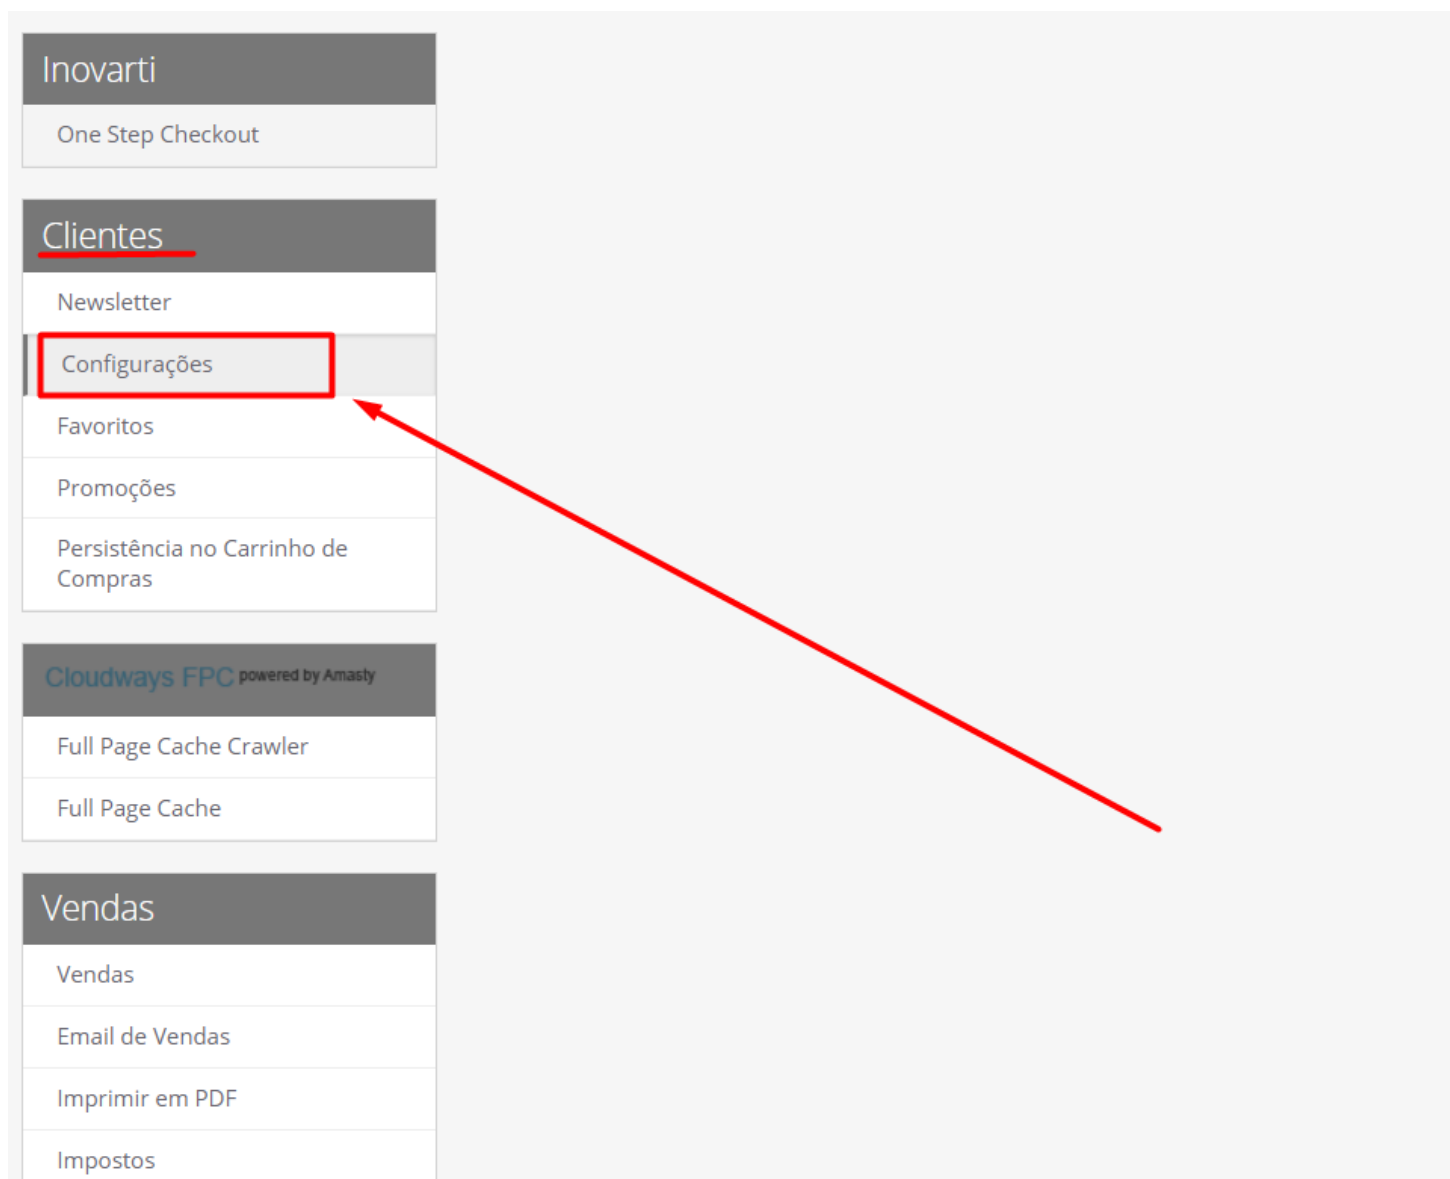 Inovarti
One Step Checkout
Clientes
Newsletter
Configurações
Favoritos
Promoções
Persistência no Carrinho de
Compras
Cloudways FPC powered by Amasty
Full Page Cache Crawler
Full Page Cache
Vendas
Vendas
Email de Vendas
Imprimir em PDF
Impostos